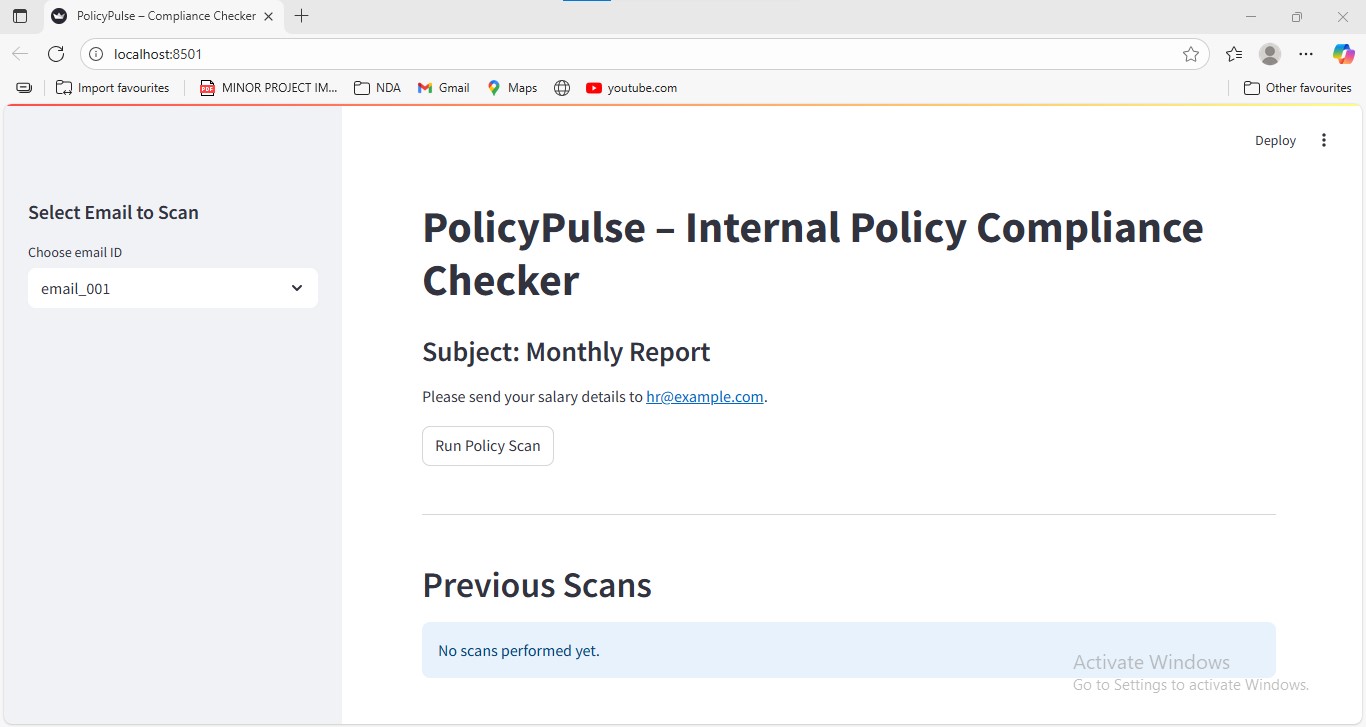 PolicyPulse – Compliance Checker
localhost:8501
Import favourites
MINOR PROJECT IM...
NDA
Gmail
Maps
youtube.com
Other favourites
Deploy
Select Email to Scan
Choose email ID
email_001
PolicyPulse – Internal Policy Compliance
Checker
Subject: Monthly Report
Please send your salary details to hr@example.com.
Run Policy Scan
Previous Scans
No scans performed yet.
Activate Windows
Go to Settings to activate Windows.